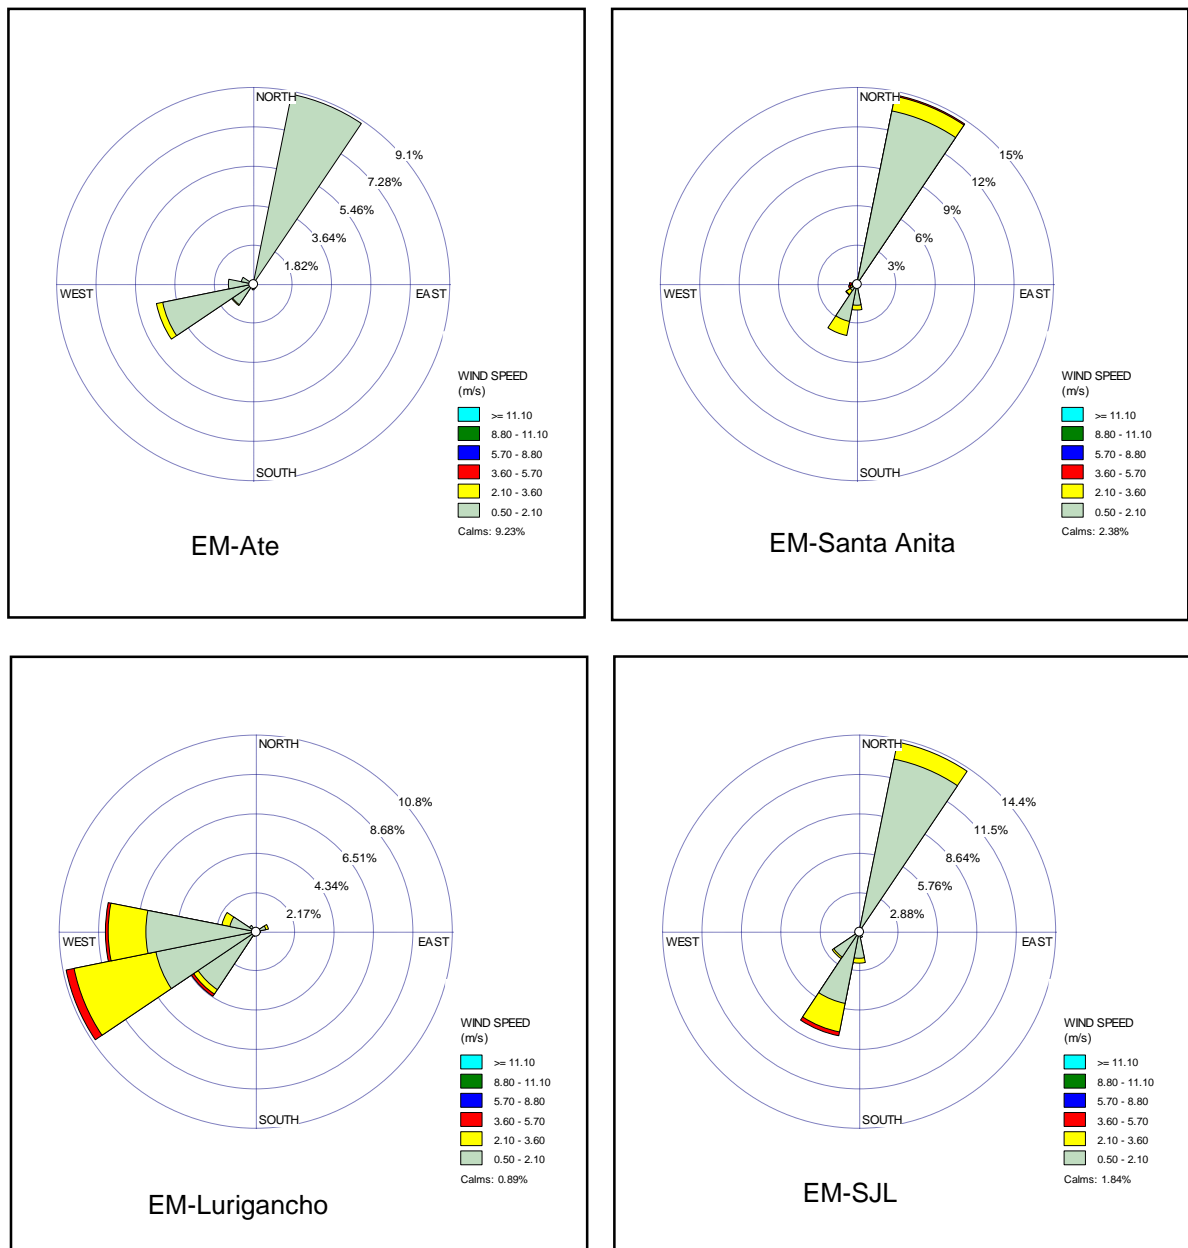 NORTH
9.1%
7.28%
5.46%
3.64%
1.82%
WEST
EAST
SOUTH
WIND SPEED
(m/s)
>= 11.10
8.80 - 11.10
5.70 - 8.80
3.60 - 5.70
2.10 - 3.60
0.50 - 2.10
Calms: 9.23%
EM-Ate
NORTH
15%
12%
9%
6%
3%
WEST
EAST
SOUTH
WIND SPEED
(m/s)
>= 11.10
8.80 - 11.10
5.70 - 8.80
3.60 - 5.70
2.10 - 3.60
0.50 - 2.10
Calms: 2.38%
EM-Santa Anita
NORTH
10.8%
8.68%
6.51%
4.34%
2.17%
WEST
EAST
SOUTH
WIND SPEED
(m/s)
>= 11.10
8.80 - 11.10
5.70 - 8.80
3.60 - 5.70
2.10 - 3.60
0.50 - 2.10
Calms: 0.89%
EM-Lurigancho
NORTH
14.4%
11.5%
8.64%
5.76%
2.88%
WEST
EAST
SOUTH
WIND SPEED
(m/s)
>= 11.10
8.80 - 11.10
5.70 - 8.80
3.60 - 5.70
2.10 - 3.60
0.50 - 2.10
Calms: 1.84%
EM-SJL